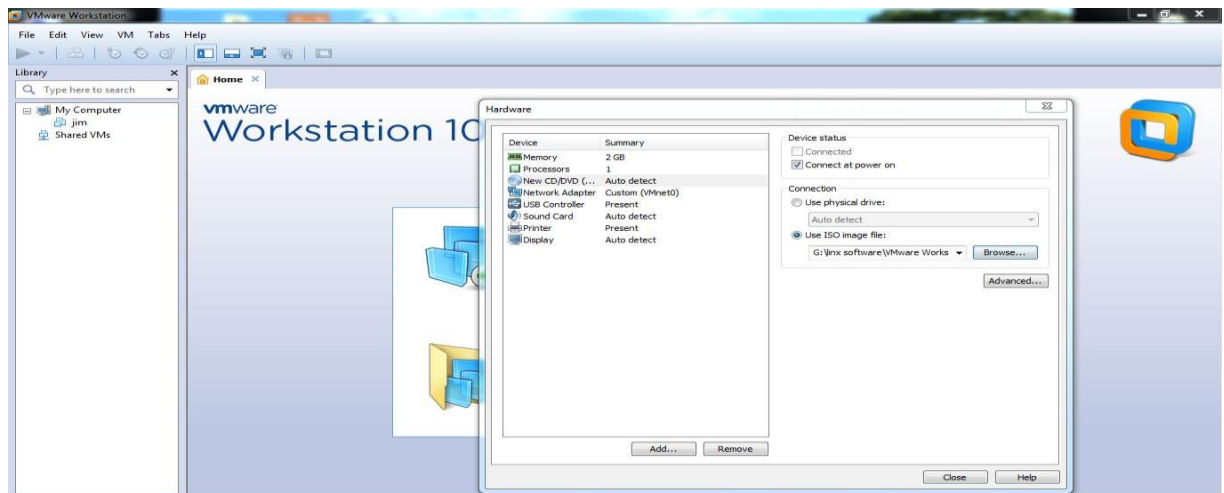 VMware Workstation
File Edit View VM Tabs Help
Library
Type here to search
My Computer
jim
Shared VMs
Home
vmware
Workstation 10
Hardware
Device Summary
Memory 2 GB
Processors 1
New CD/DVD (... Auto detect
Network Adapter Custom (VMnet0)
USB Controller Present
Sound Card Auto detect
Printer Present
Display Auto detect
Add... Remove
Device status
Connected
Connect at power on
Connection
Use physical drive:
Auto detect
Use ISO image file:
G:\linx software\VMware Works Browse...
Advanced...
Close Help